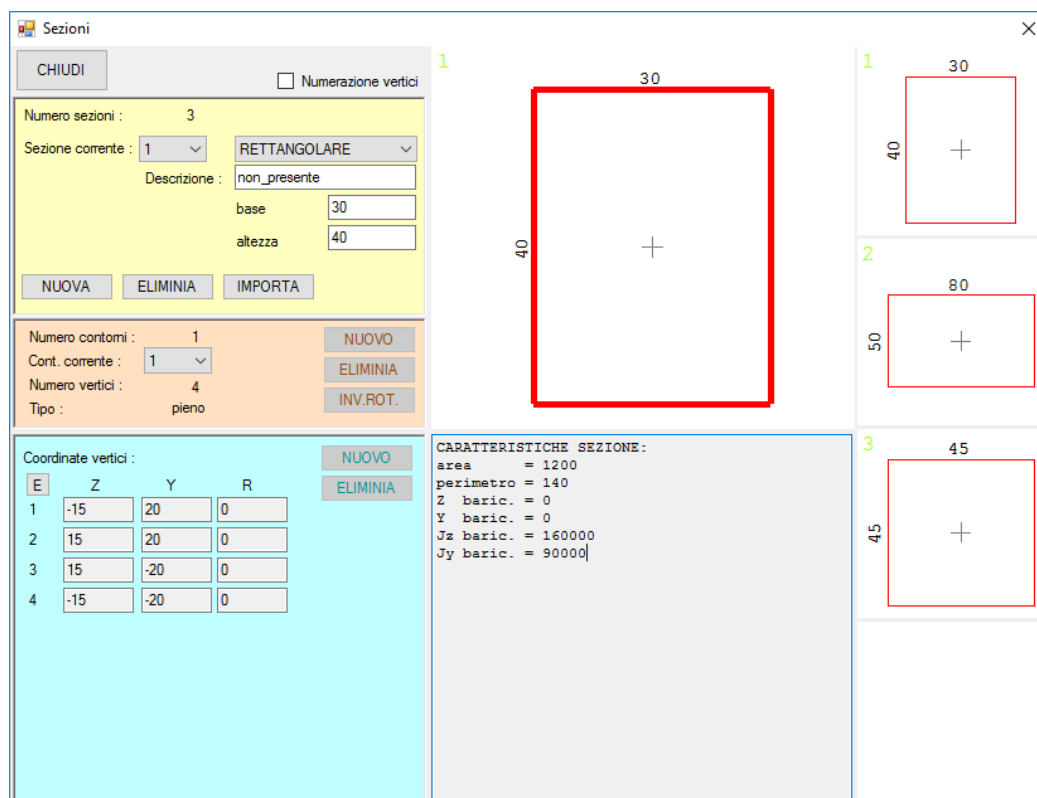 Sezioni
CHIUDI
Numerazione vertici
Numero sezioni : 3
Sezione corrente : 1 RETTANGOLARE
Descrizione : non_presente
base 30
altezza 40
NUOVA ELIMINIA IMPORTA
Numero contorni : 1 NUOVO
Cont. corrente : 1 ELIMINIA
Numero vertici : 4 INV.ROT.
Tipo : pieno
Coordinate vertici : NUOVO
ELIMINIA
E Z Y R
1 -15 20 0
2 15 20 0
3 15 -20 0
4 -15 -20 0
1
30
40
CARATTERISTICHE SEZIONE:
area = 1200
perimetro = 140
Z baric. = 0
Y baric. = 0
Jz baric. = 160000
Jy baric. = 90000
1
30
40
2
80
50
3
45
45